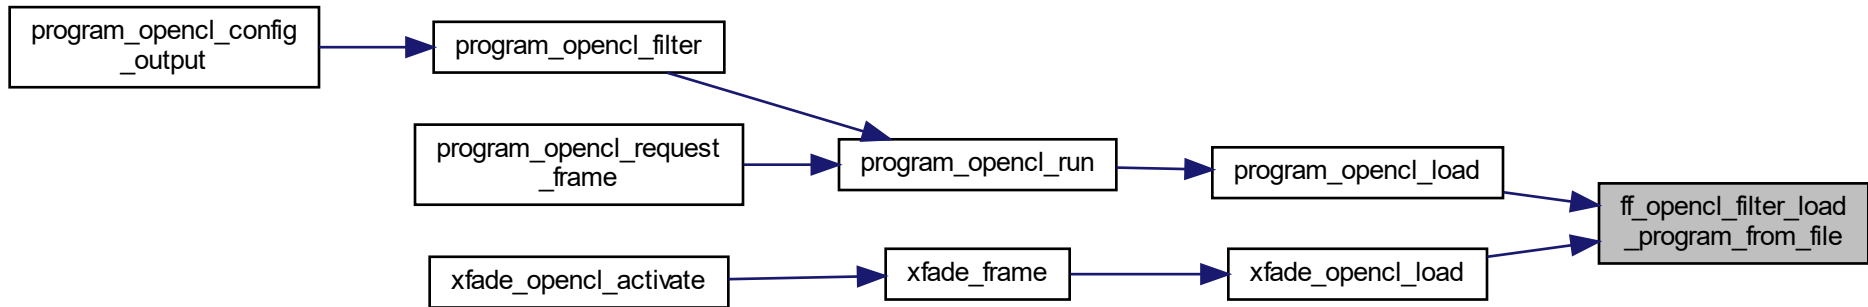 program_opencl_config
_output
program_opencl_filter
program_opencl_request
_frame
program_opencl_run
program_opencl_load
ff_opencl_filter_load
_program_from_file
xfade_opencl_activate
xfade_frame
xfade_opencl_load